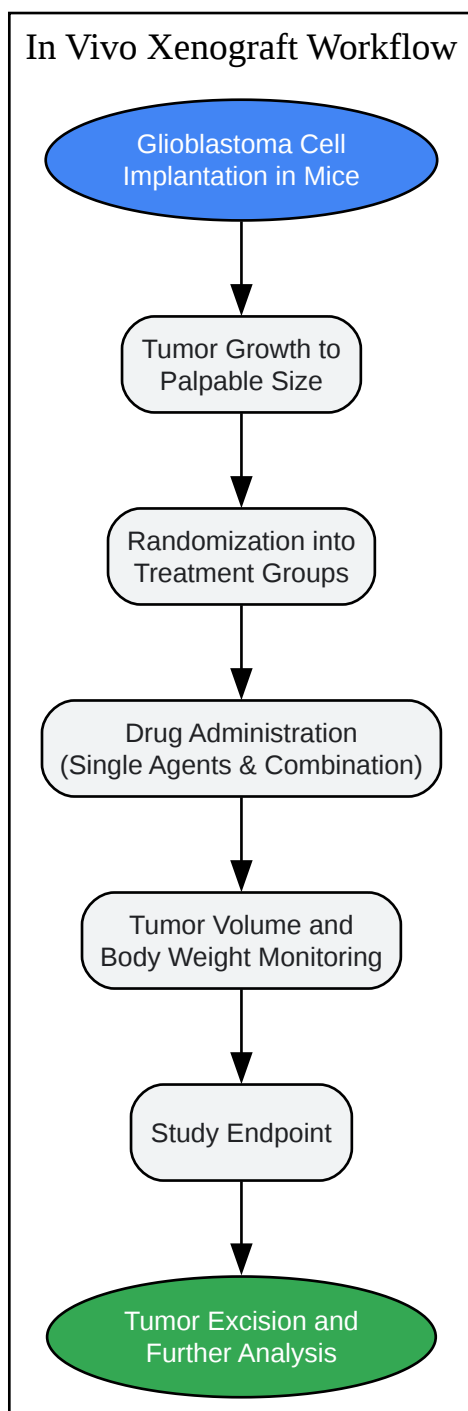 In Vivo Xenograft Workflow
Glioblastoma Cell
Implantation in Mice
Tumor Growth to
Palpable Size
Randomization into
Treatment Groups
Drug Administration
(Single Agents & Combination)
Tumor Volume and
Body Weight Monitoring
Study Endpoint
Tumor Excision and
Further Analysis